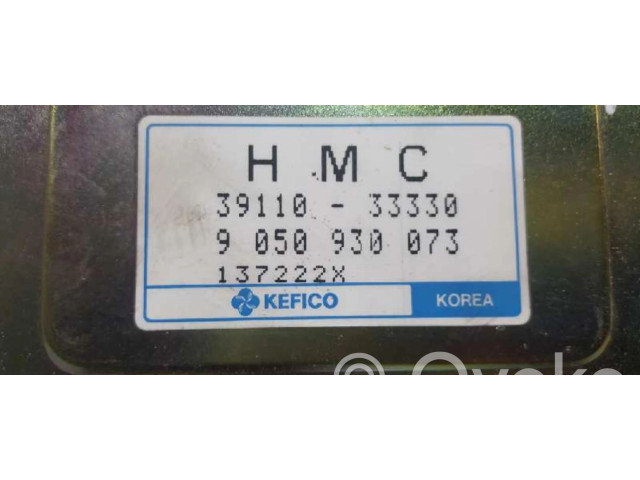 H M C
39110 - 33330
9 050 930 073
137222X
KEFICO KOREA